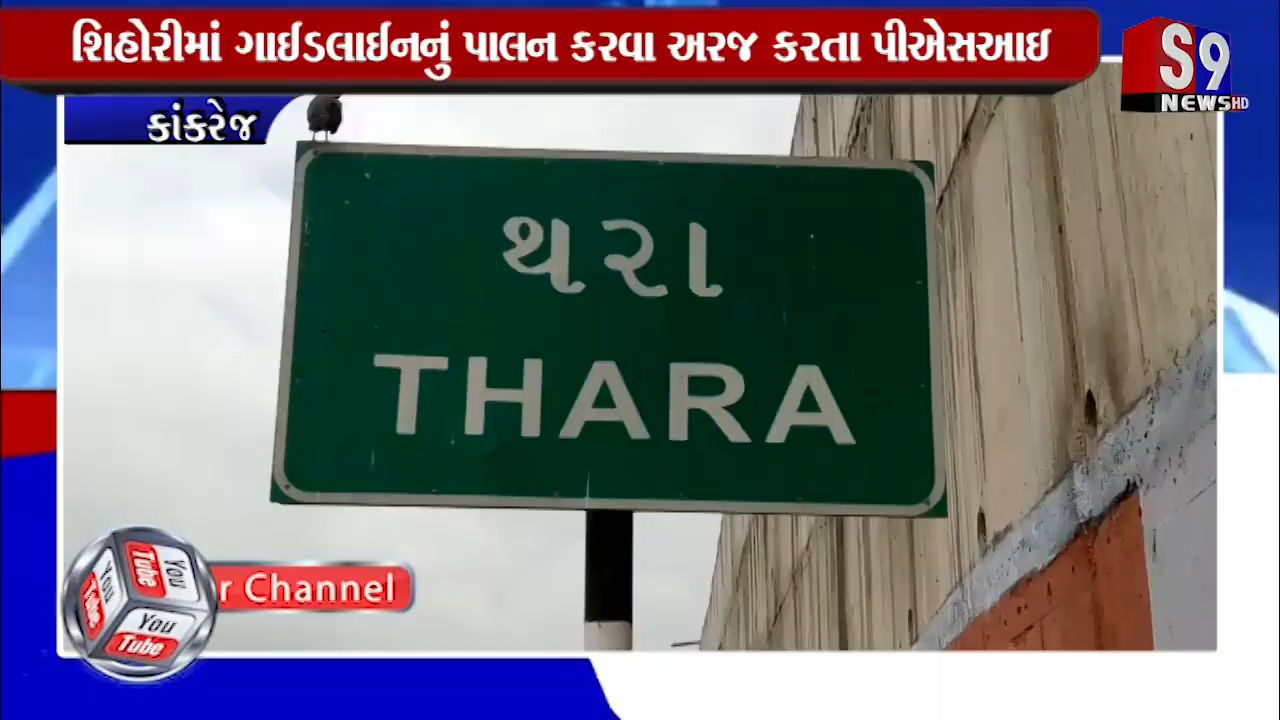 શિહોરીમાં ગાઈડલાઈનનું પાલન કરવા અરજ કરતા પીએસઆઇ
S9
NEWS HD
કાંકરેજ
થરા
THARA
You
Tube
You
Tube
You
Tube
r Channel